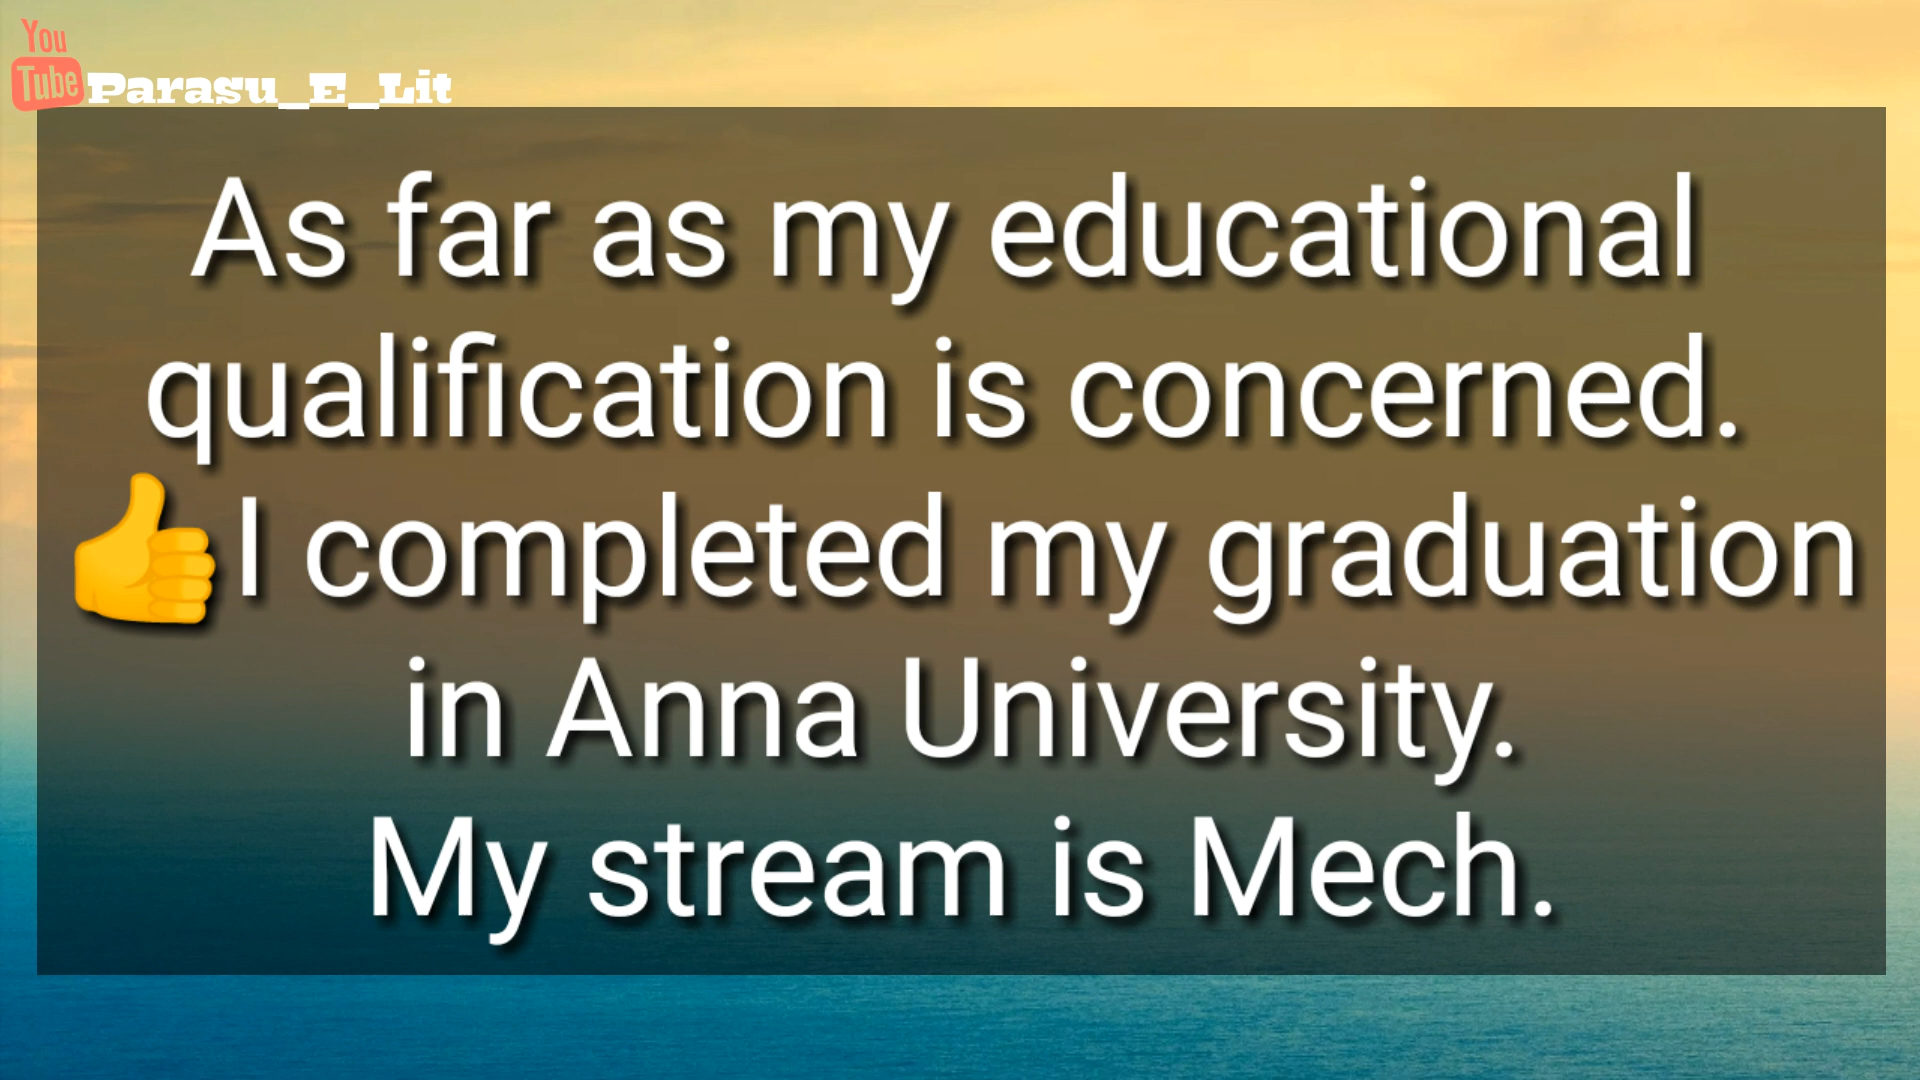 You
Tube Parasu_E_Lit
As far as my educational
qualification is concerned.
👍I completed my graduation
in Anna University.
My stream is Mech.